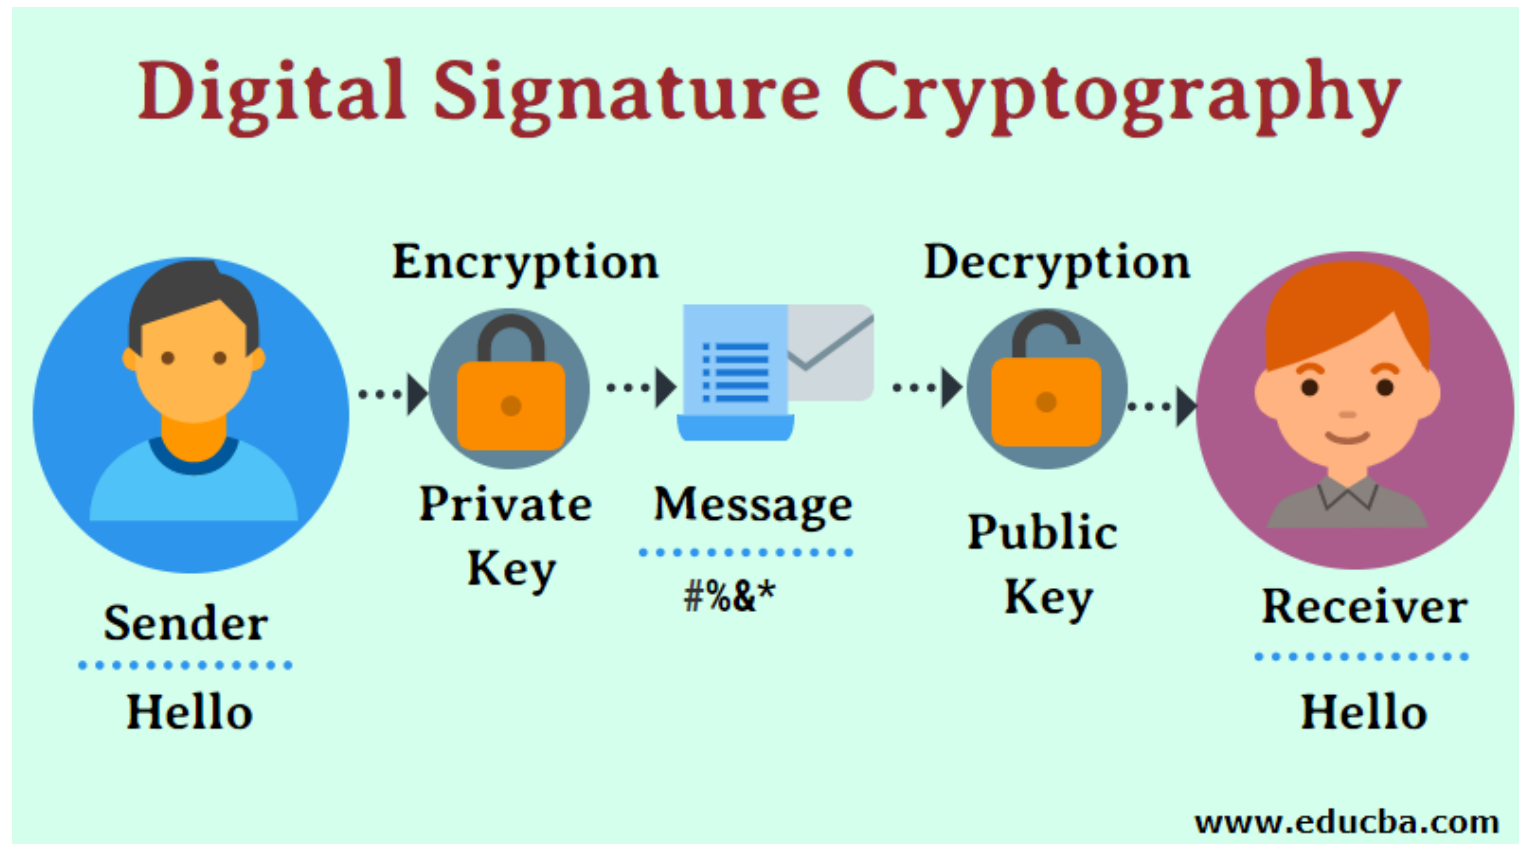 Digital Signature Cryptography
Encryption
Decryption
Private
Key
Message
#%&*
Public
Key
Sender
Hello
Receiver
Hello
www.educba.com